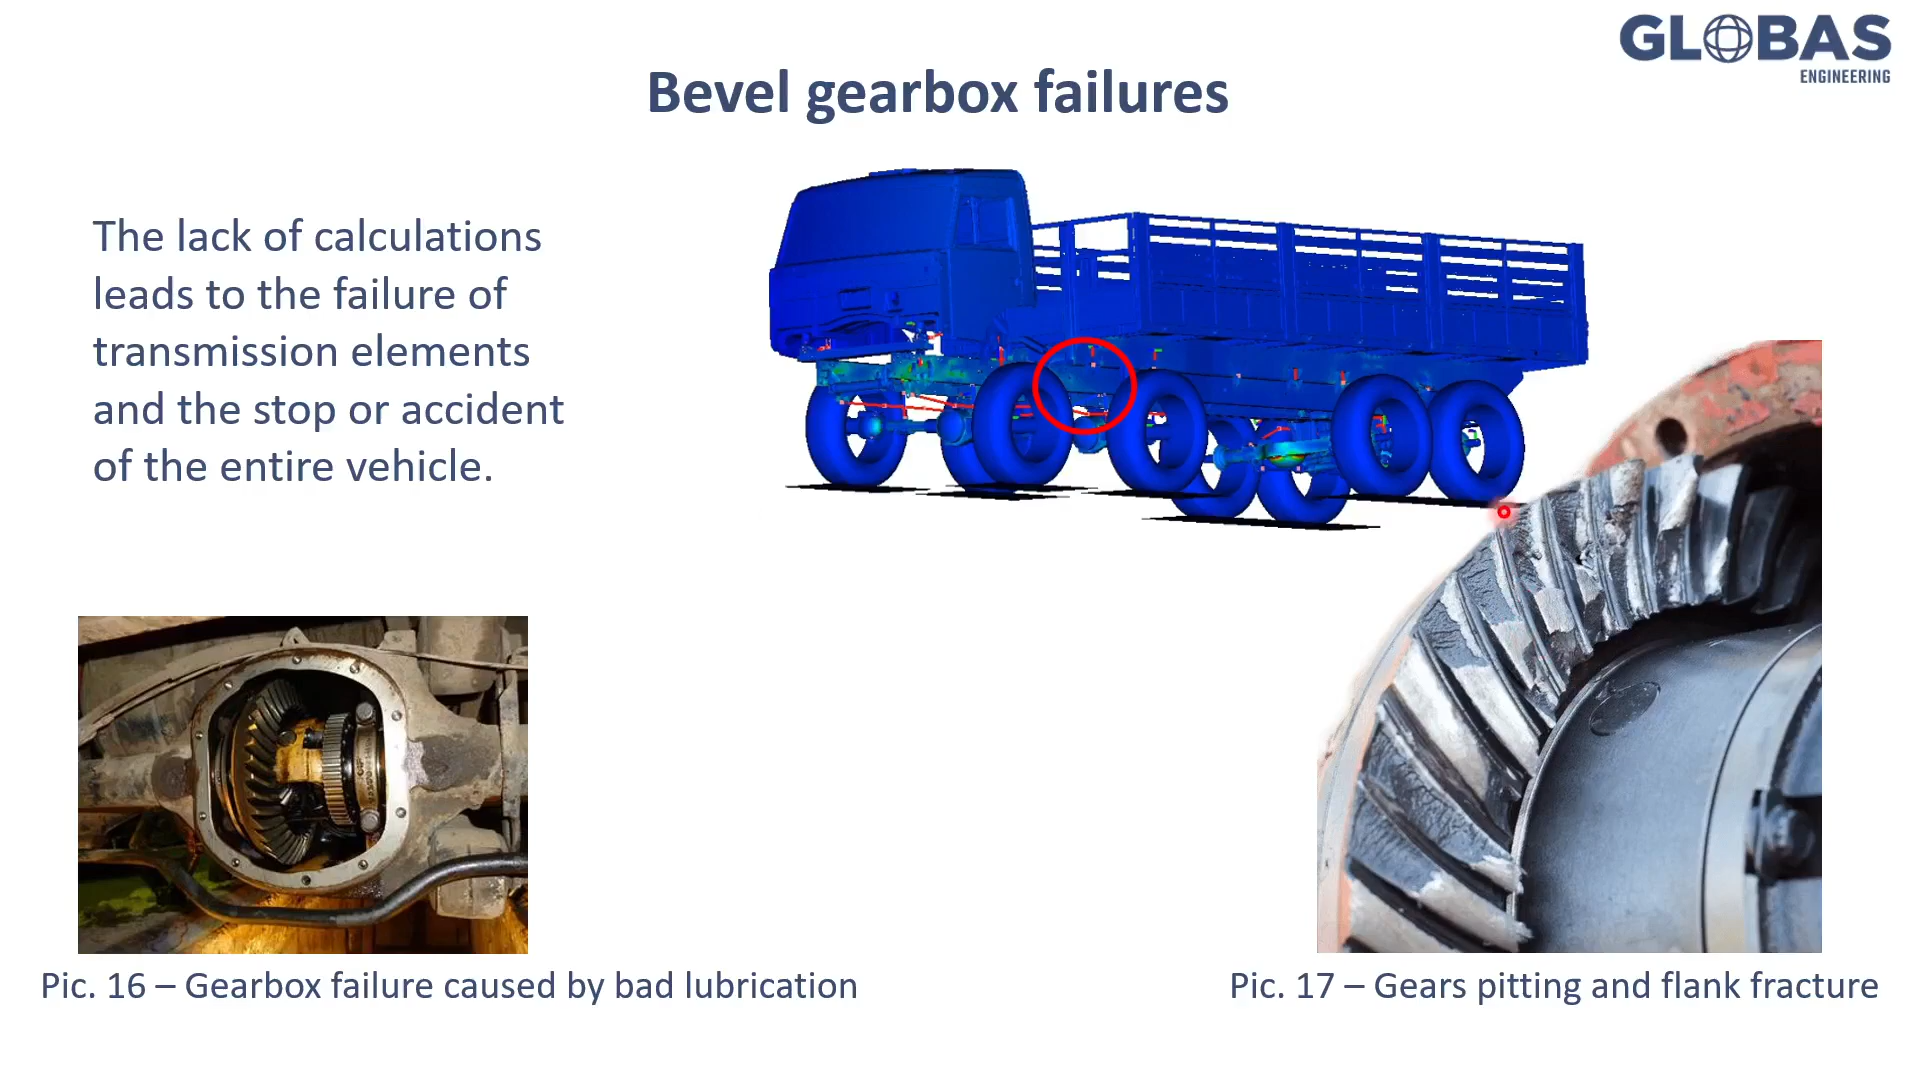 GLOBAS
ENGINEERING
Bevel gearbox failures
The lack of calculations
leads to the failure of
transmission elements
and the stop or accident
of the entire vehicle.
Pic. 16 – Gearbox failure caused by bad lubrication
Pic. 17 – Gears pitting and flank fracture